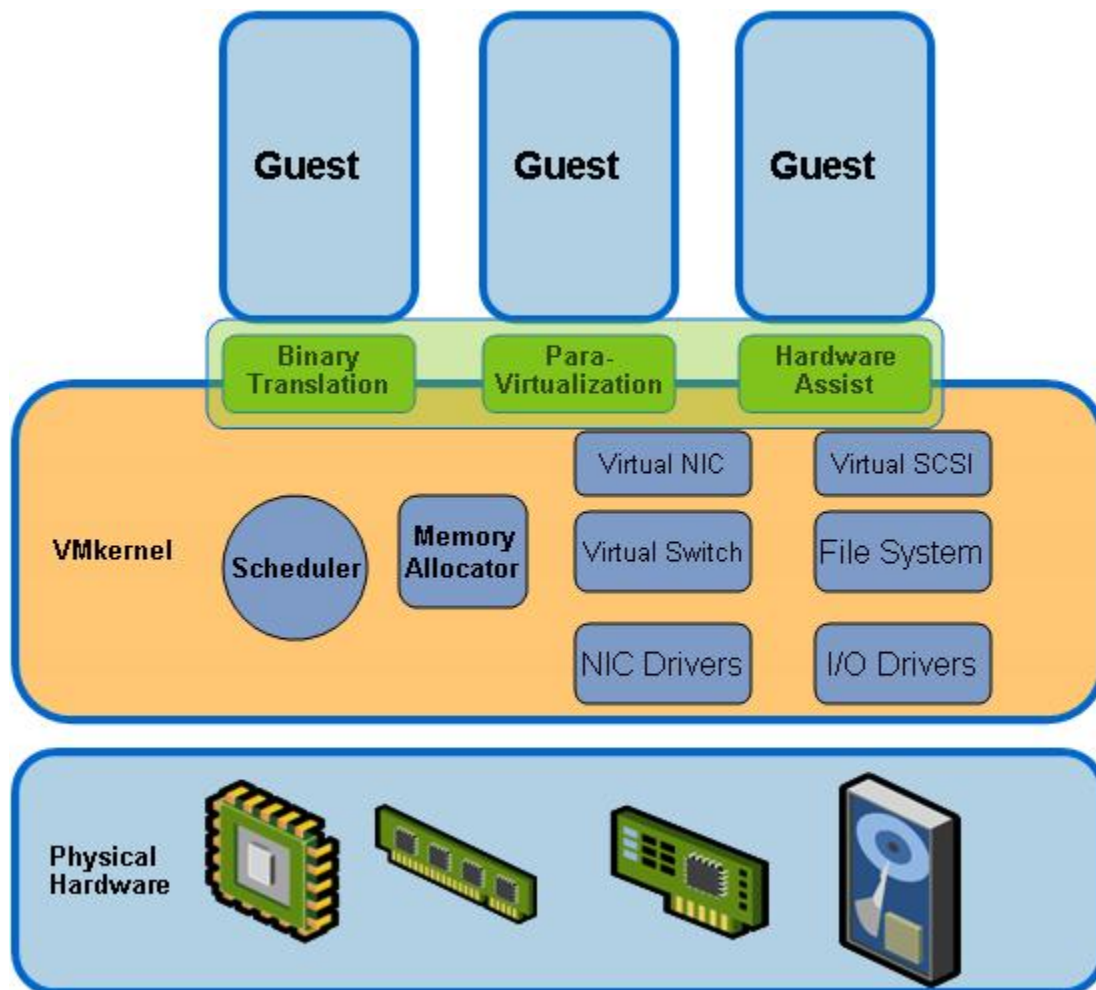 Guest
Guest
Guest
Binary
Translation
Para-
Virtualization
Hardware
Assist
Virtual NIC
Virtual SCSI
VMkernel
Scheduler
Memory
Allocator
Virtual Switch
File System
NIC Drivers
I/O Drivers
Physical
Hardware